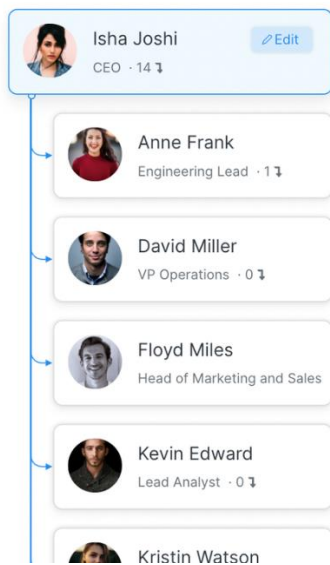 Isha Joshi
Edit
CEO · 14
Anne Frank
Engineering Lead · 1
David Miller
VP Operations · 0
Floyd Miles
Head of Marketing and Sales
Kevin Edward
Lead Analyst · 0
Kristin Watson